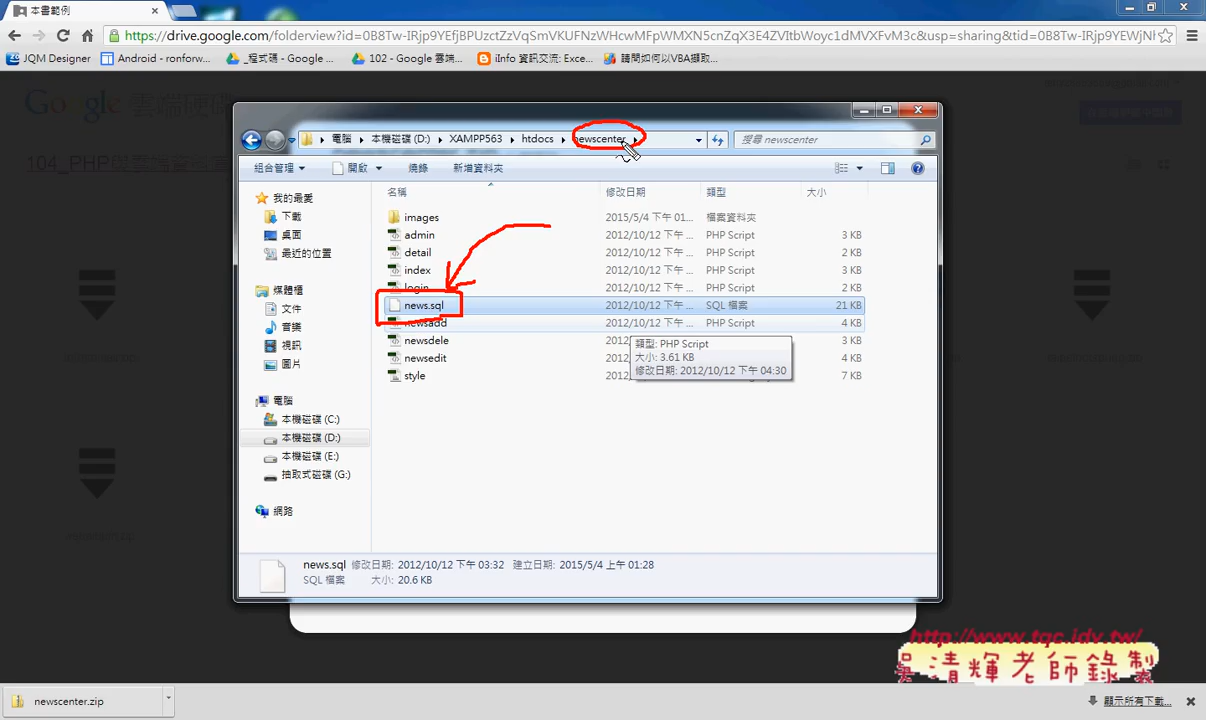 本書範例
https://drive.google.com/folderview?id=0B8Tw-IRjp9YEfjBPUzctZzVqSmVKUFNzWHcwMFpWMXN5cnZqX3E4ZVItbWoyc1dMVXFvM3c&usp=sharing&tid=0B8Tw-IRjp9YEWjNl
JQM Designer
Android - ronforw...
_程式碼 - Google ...
102 - Google 雲端...
iInfo 資訊交流: Exce...
請問如何以VBA擷取...
Google 雲端硬碟
電腦
本機磁碟 (D:)
XAMPP563
htdocs
newscenter
搜尋 newscenter
組合管理
開啟
燒錄
新增資料夾
名稱 修改日期 類型 大小
我的最愛
下載
桌面
最近的位置
媒體櫃
文件
音樂
視訊
圖片
電腦
本機磁碟 (C:)
本機磁碟 (D:)
本機磁碟 (E:)
抽取式磁碟 (G:)
網路
images 2015/5/4 下午 01... 檔案資料夾
admin 2012/10/12 下午 ... PHP Script 3 KB
detail 2012/10/12 下午 ... PHP Script 2 KB
index 2012/10/12 下午 ... PHP Script 3 KB
login 2012/10/12 下午 ... PHP Script 2 KB
news.sql 2012/10/12 下午 ... SQL 檔案 21 KB
newsadd 2012/10/12 下午 ... PHP Script 4 KB
newsdele 2012 3 KB
newsedit 2012 4 KB
style 2012 7 KB
類型: PHP Script
大小: 3.61 KB
修改日期: 2012/10/12 下午 04:30
news.sql 修改日期: 2012/10/12 下午 03:32 建立日期: 2015/5/4 上午 01:28
SQL 檔案 大小: 20.6 KB
http://www.tqc.idv.tw/
吳清輝老師錄製
newscenter.zip
顯示所有下載...